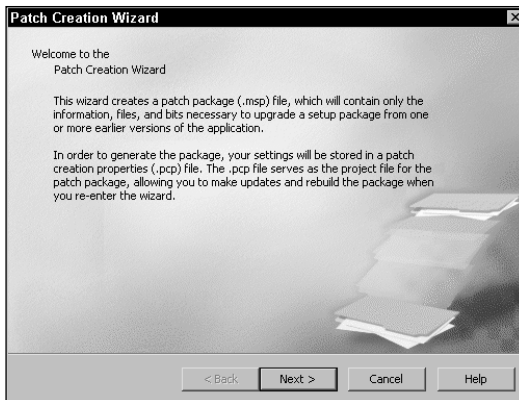 Patch Creation Wizard
Welcome to the
Patch Creation Wizard
This wizard creates a patch package (.msp) file, which will contain only the
information, files, and bits necessary to upgrade a setup package from one
or more earlier versions of the application.
In order to generate the package, your settings will be stored in a patch
creation properties (.pcp) file. The .pcp file serves as the project file for the
patch package, allowing you to make updates and rebuild the package when
you re-enter the wizard.
< Back
Next >
Cancel
Help